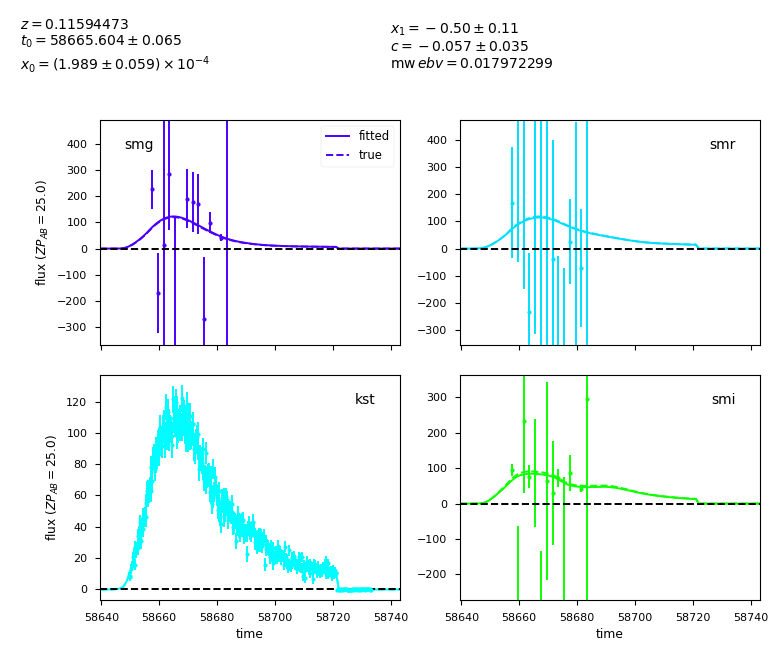 z = 0.11594473
t₀ = 58665.604 ± 0.065
x₀ = (1.989 ± 0.059) × 10⁻⁴
x₁ = −0.50 ± 0.11
c = −0.057 ± 0.035
mw ebv = 0.017972299
smg
fitted
true
400
300
200
100
0
−100
−200
−300
flux (ZP_AB = 25.0)
smr
400
300
200
100
0
−100
−200
−300
kst
120
100
80
60
40
20
0
flux (ZP_AB = 25.0)
58640 58660 58680 58700 58720 58740
time
smi
300
200
100
0
−100
−200
58640 58660 58680 58700 58720 58740
time